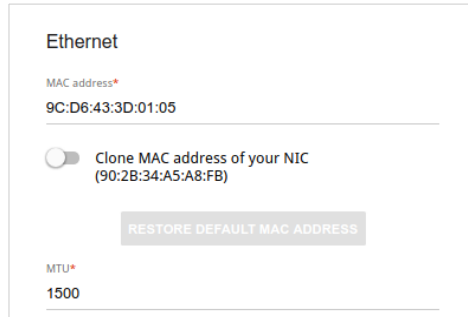 Ethernet
MAC address*
9C:D6:43:3D:01:05
Clone MAC address of your NIC
(90:2B:34:A5:A8:FB)
RESTORE DEFAULT MAC ADDRESS
MTU*
1500